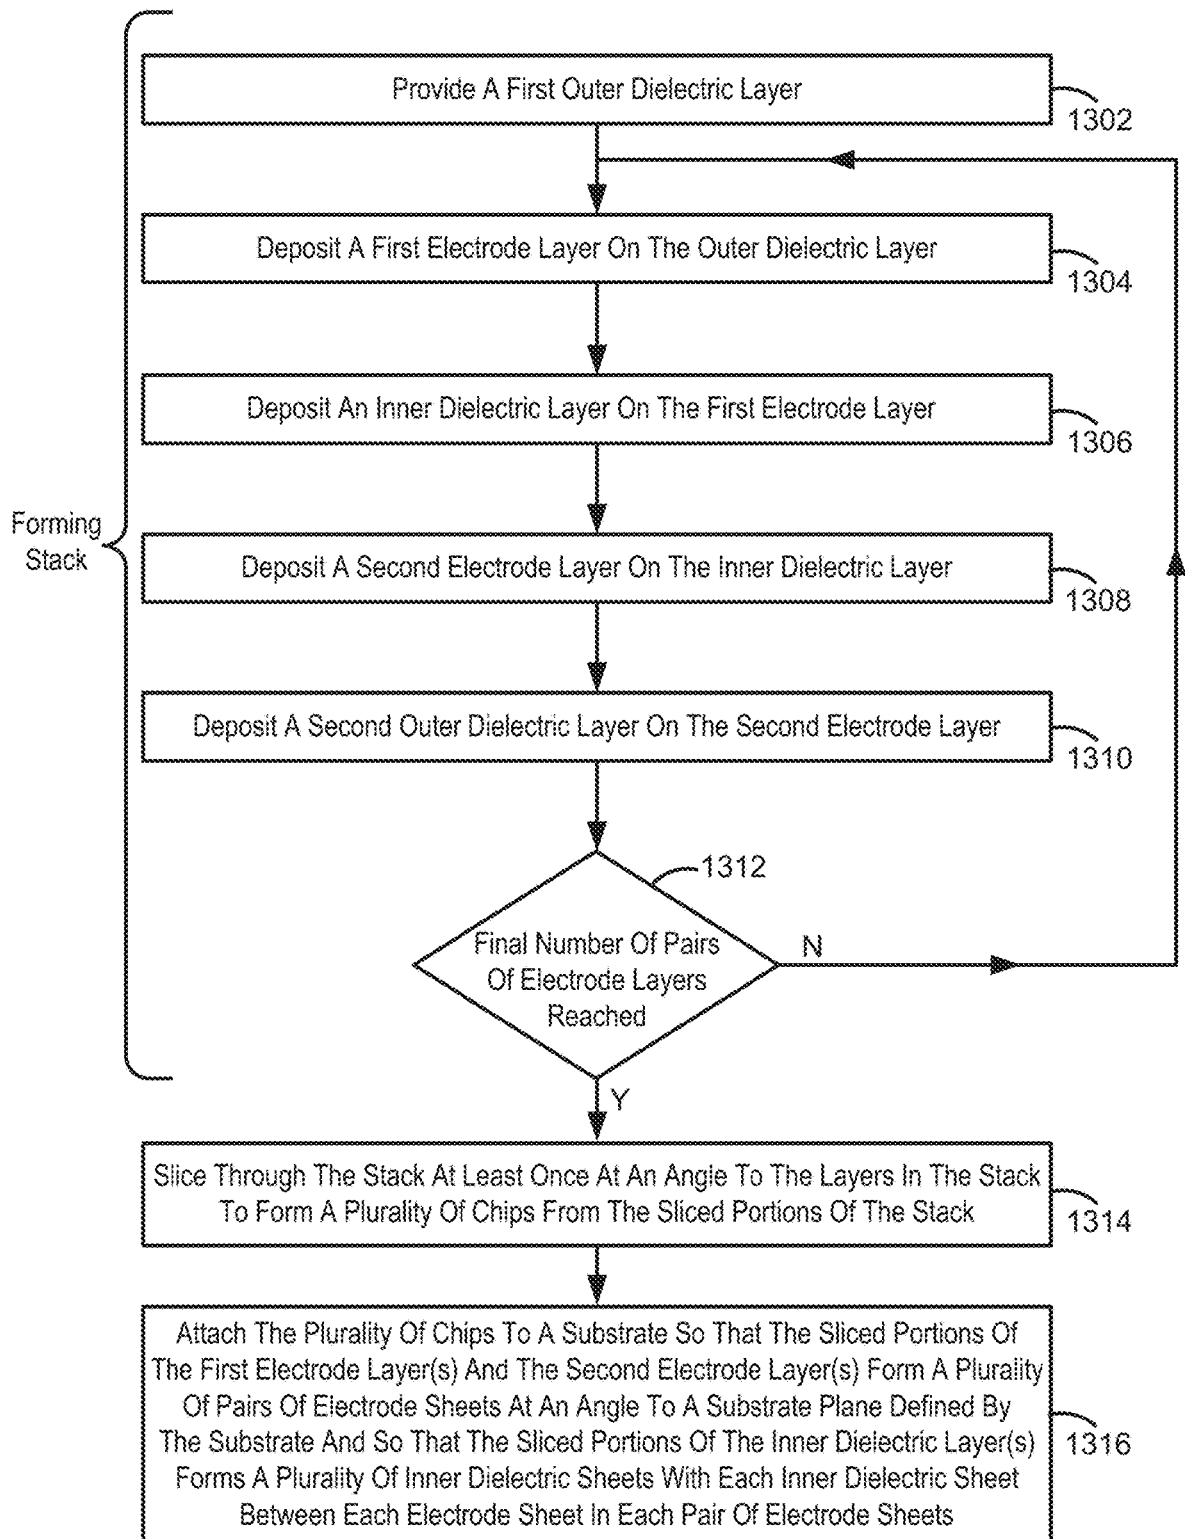 Provide A First Outer Dielectric Layer
1302
Deposit A First Electrode Layer On The Outer Dielectric Layer
1304
Deposit An Inner Dielectric Layer On The First Electrode Layer
1306
Forming
Stack
Deposit A Second Electrode Layer On The Inner Dielectric Layer
1308
Deposit A Second Outer Dielectric Layer On The Second Electrode Layer
1310
1312
Final Number Of Pairs
Of Electrode Layers
Reached
N
Y
Slice Through The Stack At Least Once At An Angle To The Layers In The Stack
To Form A Plurality Of Chips From The Sliced Portions Of The Stack
1314
Attach The Plurality Of Chips To A Substrate So That The Sliced Portions Of
The First Electrode Layer(s) And The Second Electrode Layer(s) Form A Plurality
Of Pairs Of Electrode Sheets At An Angle To A Substrate Plane Defined By
The Substrate And So That The Sliced Portions Of The Inner Dielectric Layer(s)
Forms A Plurality Of Inner Dielectric Sheets With Each Inner Dielectric Sheet
Between Each Electrode Sheet In Each Pair Of Electrode Sheets
1316